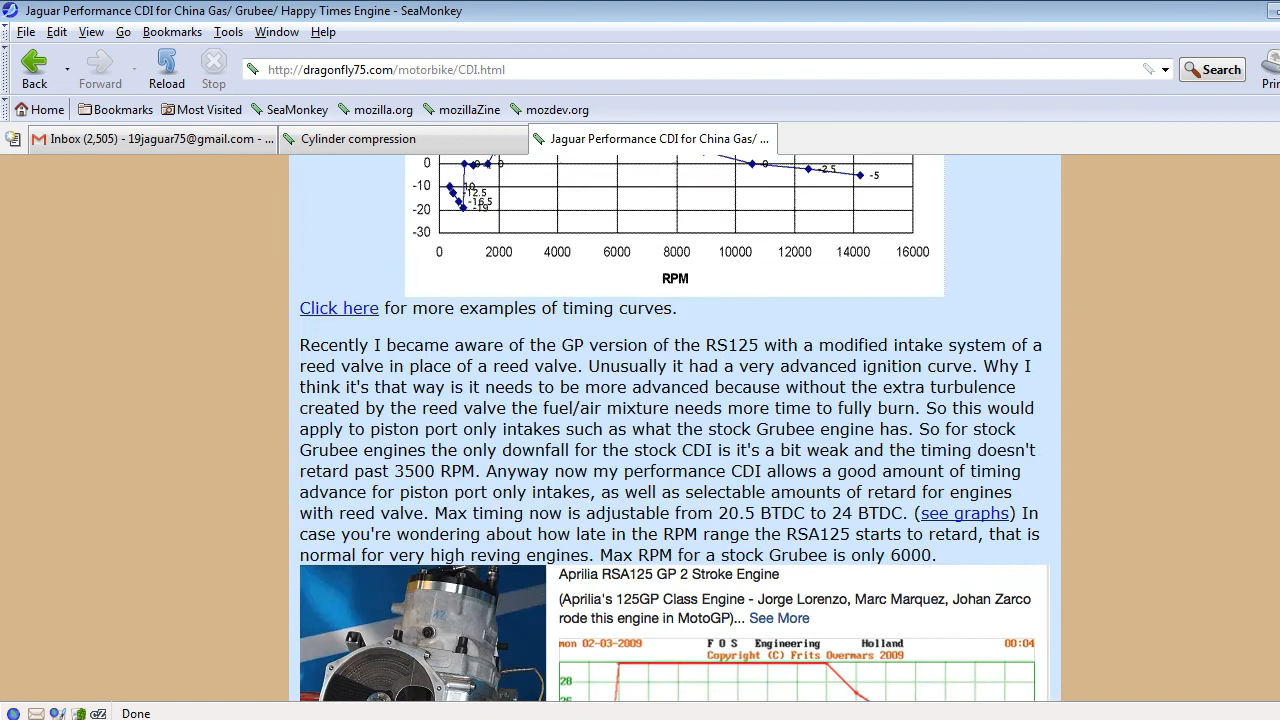 Jaguar Performance CDI for China Gas/ Grubee/ Happy Times Engine - SeaMonkey
File Edit View Go Bookmarks Tools Window Help
Back Forward Reload Stop http://dragonfly75.com/motorbike/CDI.html Search
Home Bookmarks Most Visited SeaMonkey mozilla.org mozillaZine mozdev.org
Inbox (2,505) - 19jaguar75@gmail.com - ... Cylinder compression Jaguar Performance CDI for China Gas/ ...
0 0 0 0 -2.5
-5
-10 -10
-12.5
-16.5
-20 -19
-30
0 2000 4000 6000 8000 10000 12000 14000 16000
RPM
Click here for more examples of timing curves.
Recently I became aware of the GP version of the RS125 with a modified intake system of a
reed valve in place of a reed valve. Unusually it had a very advanced ignition curve. Why I
think it's that way is it needs to be more advanced because without the extra turbulence
created by the reed valve the fuel/air mixture needs more time to fully burn. So this would
apply to piston port only intakes such as what the stock Grubee engine has. So for stock
Grubee engines the only downfall for the stock CDI is it's a bit weak and the timing doesn't
retard past 3500 RPM. Anyway now my performance CDI allows a good amount of timing
advance for piston port only intakes, as well as selectable amounts of retard for engines
with reed valve. Max timing now is adjustable from 20.5 BTDC to 24 BTDC. (see graphs) In
case you're wondering about how late in the RPM range the RSA125 starts to retard, that is
normal for very high reving engines. Max RPM for a stock Grubee is only 6000.
Aprilia RSA125 GP 2 Stroke Engine
(Aprilia's 125GP Class Engine - Jorge Lorenzo, Marc Marquez, Johan Zarco
rode this engine in MotoGP)... See More
mon 02-03-2009 F O S Engineering Holland 00:04
Copyright (C) Frits Overmars 2009
28
Done